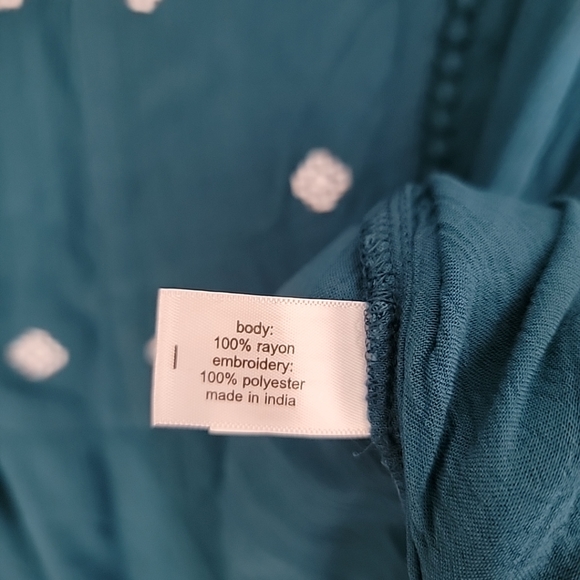 body:
100% rayon
embroidery:
100% polyester
made in india